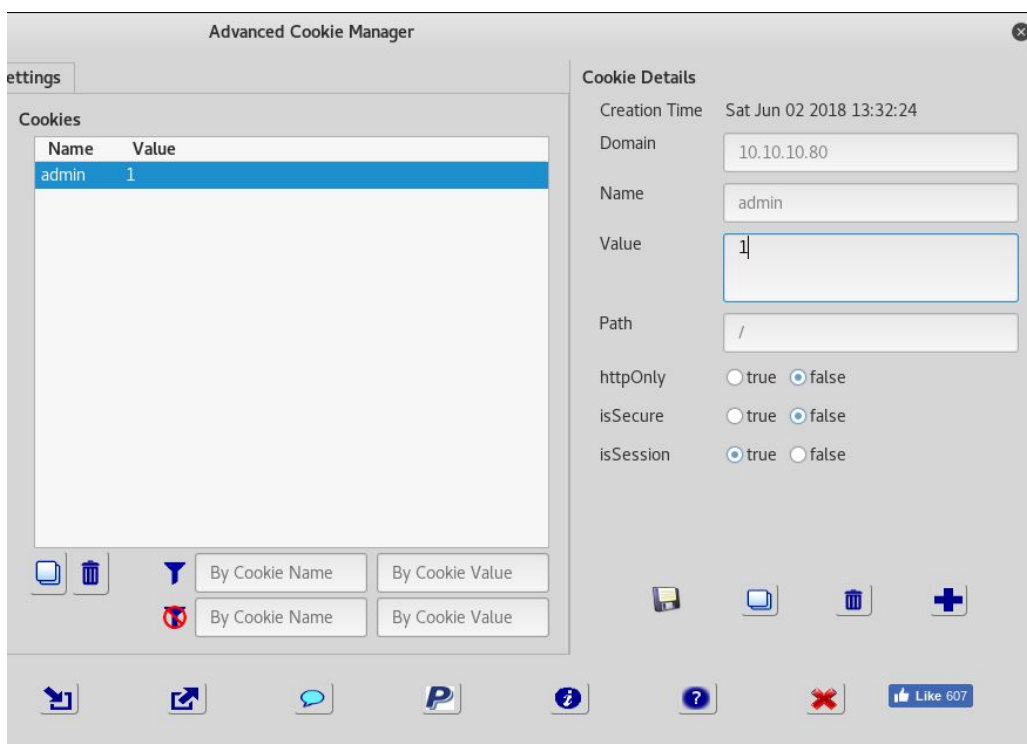 Advanced Cookie Manager
ettings
Cookies
Name Value
admin 1
By Cookie Name By Cookie Value
By Cookie Name By Cookie Value
Cookie Details
Creation Time Sat Jun 02 2018 13:32:24
Domain 10.10.10.80
Name admin
Value 1
Path /
httpOnly true false
isSecure true false
isSession true false
Like 607